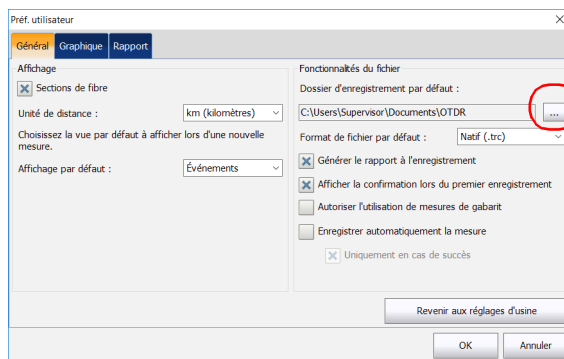 Préf. utilisateur
Général Graphique Rapport
Affichage
Sections de fibre
Unité de distance : km (kilomètres)
Choisissez la vue par défaut à afficher lors d'une nouvelle
mesure.
Affichage par défaut : Événements
Fonctionnalités du fichier
Dossier d'enregistrement par défaut :
C:\Users\Supervisor\Documents\OTDR ...
Format de fichier par défaut : Natif (.trc)
Générer le rapport à l'enregistrement
Afficher la confirmation lors du premier enregistrement
Autoriser l'utilisation de mesures de gabarit
Enregistrer automatiquement la mesure
Uniquement en cas de succès
Revenir aux réglages d'usine
OK Annuler